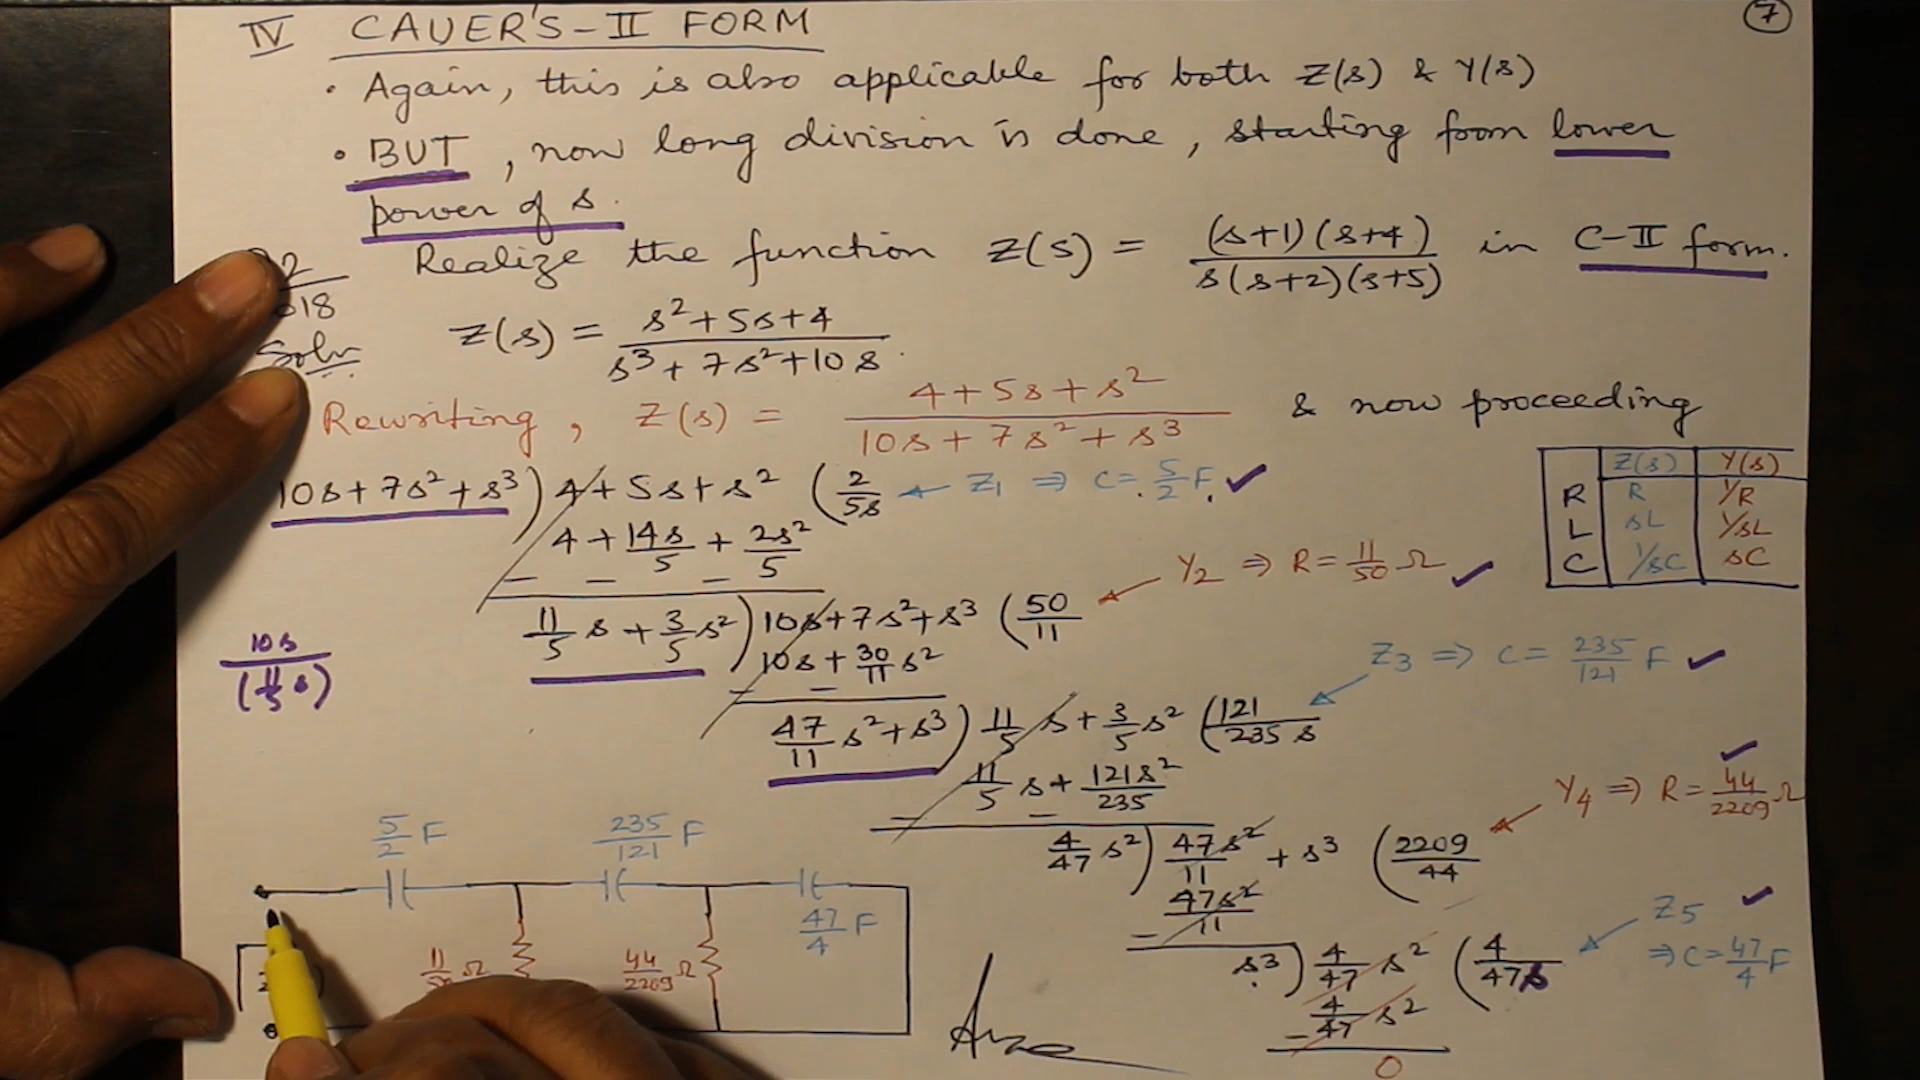 IV CAUER'S-II FORM
7
• Again, this is also applicable for both Z(s) & Y(s)
• BUT, now long division is done, starting from lower
power of s.
Realize the function Z(s) = (s+1)(s+4) / s(s+2)(s+5) in C-II form.
018
Soln
Z(s) = s²+5s+4 / s³+7s²+10s
Rewriting, Z(s) = 4+5s+s² / 10s+7s²+s³ & now proceeding
Z(s) Y(s)
R R 1/R
L sL 1/sL
C 1/sC sC
10s+7s²+s³ ) 4+5s+s² ( 2/5s ← Z1 ⇒ C = 5/2 F ✓
4 + 14s/5 + 2s²/5
− − −
11/5 s + 3/5 s² ) 10s+7s²+s³ ( 50/11 ← Y2 ⇒ R = 11/50 Ω ✓
10s + 30/11 s²
− −
10s / (11/5 s)
47/11 s²+s³ ) 11/5 s + 3/5 s² ( 121/235 s ← Z3 ⇒ C = 235/121 F ✓
11/5 s + 121s²/235
− −
4/47 s² ) 47s²/11 + s³ ( 2209/44 ← Y4 ⇒ R = 44/2209 Ω ✓
47s²/11
−
s³ ) 4/47 s² ( 4/47s ← Z5 ✓
⇒ C = 47/4 F
− 4/47 s²
0
5/2 F 235/121 F
47/4 F
11/50 Ω 44/2209 Ω